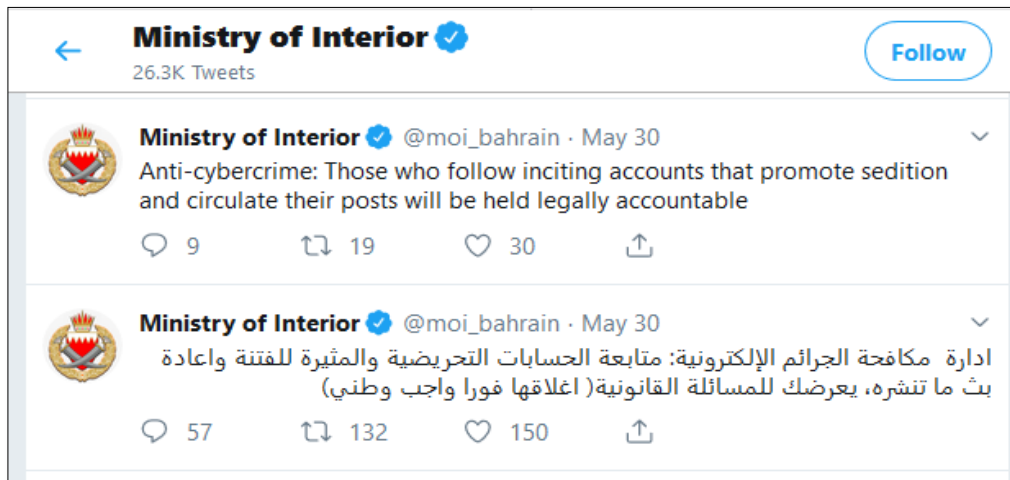 Ministry of Interior
26.3K Tweets
Follow
Ministry of Interior @moi_bahrain · May 30
Anti-cybercrime: Those who follow inciting accounts that promote sedition
and circulate their posts will be held legally accountable
9 19 30
Ministry of Interior @moi_bahrain · May 30
ادارة مكافحة الجرائم الإلكترونية: متابعة الحسابات التحريضية والمثيرة للفتنة واعادة
بث ما تنشره، يعرضك للمسائلة القانونية( اغلاقها فورا واجب وطني)
57 132 150